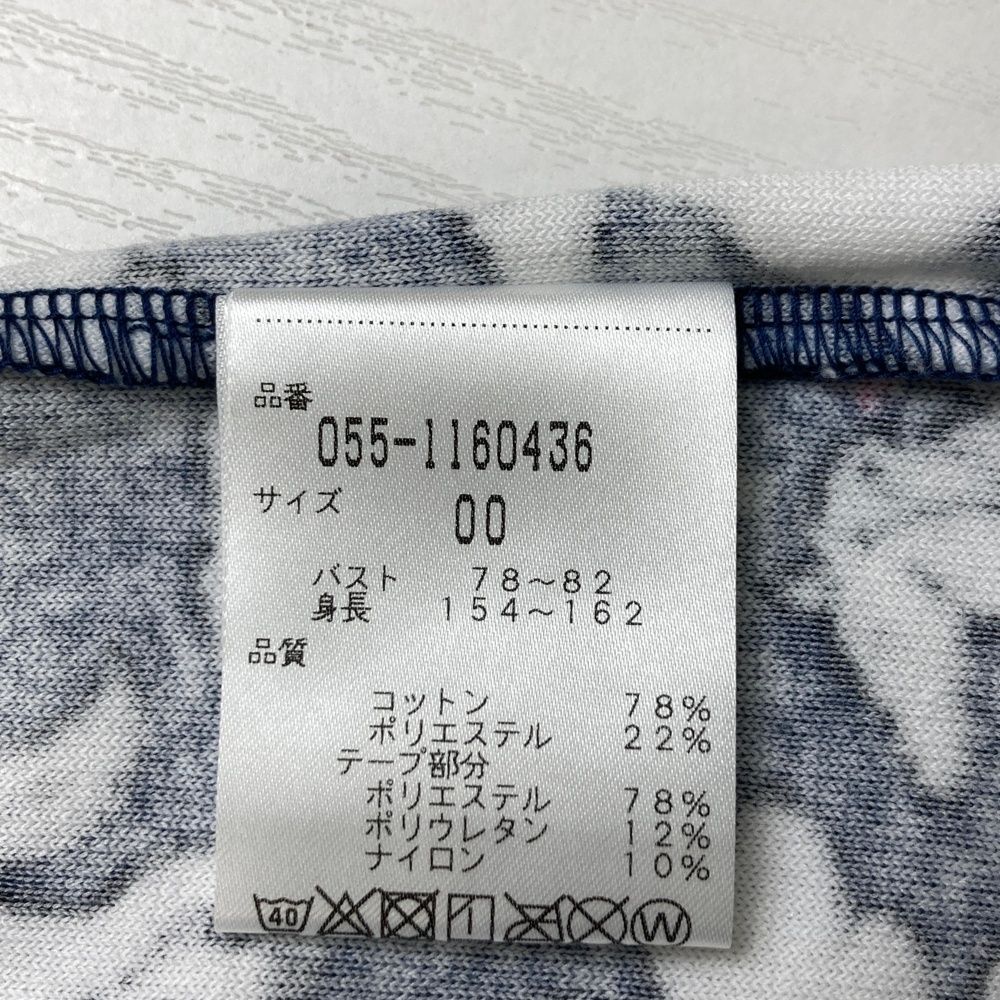 品番
055-1160436
サイズ
00
バスト 78〜82
身長 154〜162
品質
コットン 78%
ポリエステル 22%
テープ部分
ポリエステル 78%
ポリウレタン 12%
ナイロン 10%
40 W